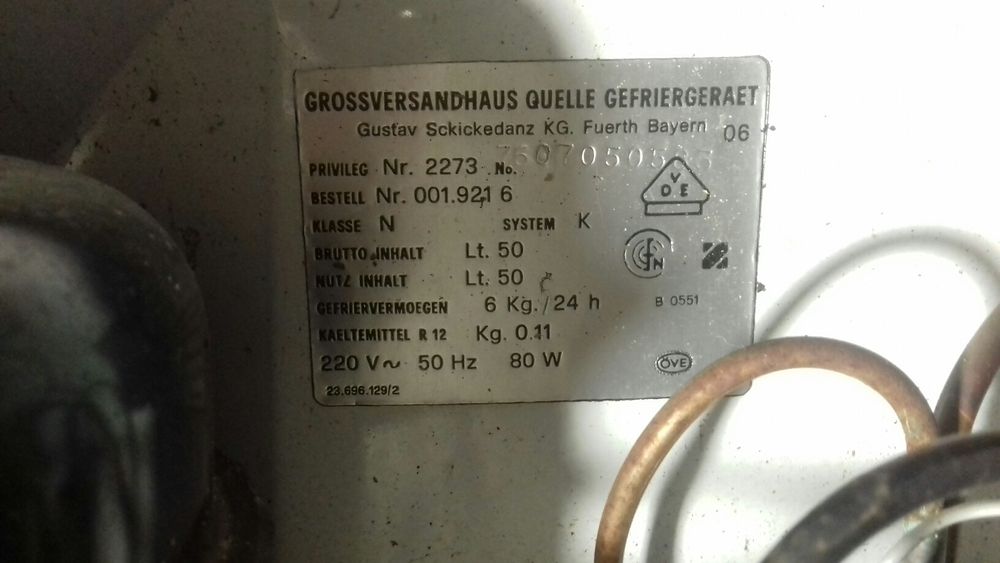 GROSSVERSANDHAUS QUELLE GEFRIERGERAET
Gustav Sckickedanz KG. Fuerth Bayern 06
PRIVILEG Nr. 2273 No.
BESTELL Nr. 001.921 6
VDE
KLASSE N SYSTEM K
BRUTTO INHALT Lt. 50
NUTZ INHALT Lt. 50
GEFRIERVERMOEGEN 6 Kg./24 h B 0551
KAELTEMITTEL R 12 Kg. 0.11
220 V~ 50 Hz 80 W ÖVE
23.696.129/2